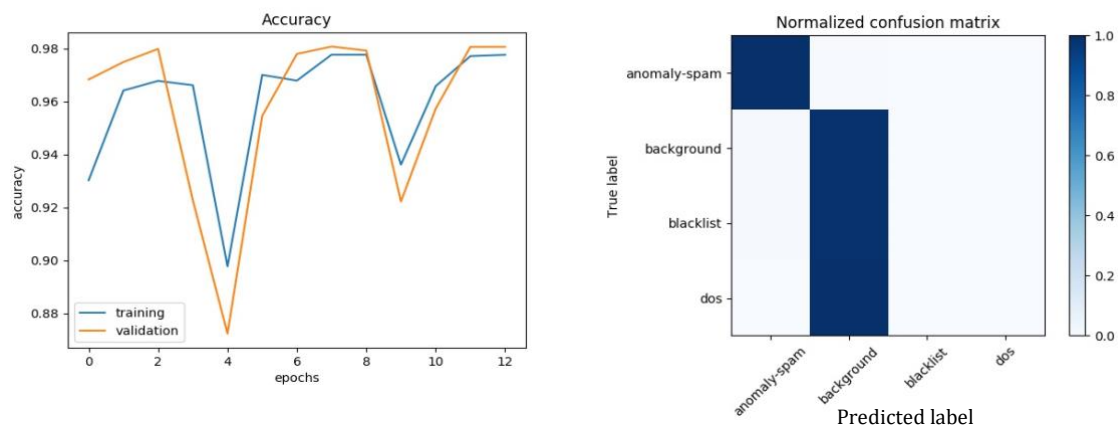 Accuracy
0.98
0.96
0.94
0.92
0.90
0.88
accuracy
training
validation
0 2 4 6 8 10 12
epochs
Normalized confusion matrix
anomaly-spam
background
blacklist
dos
True label
anomaly-spam
background
blacklist
dos
Predicted label
1.0
0.8
0.6
0.4
0.2
0.0